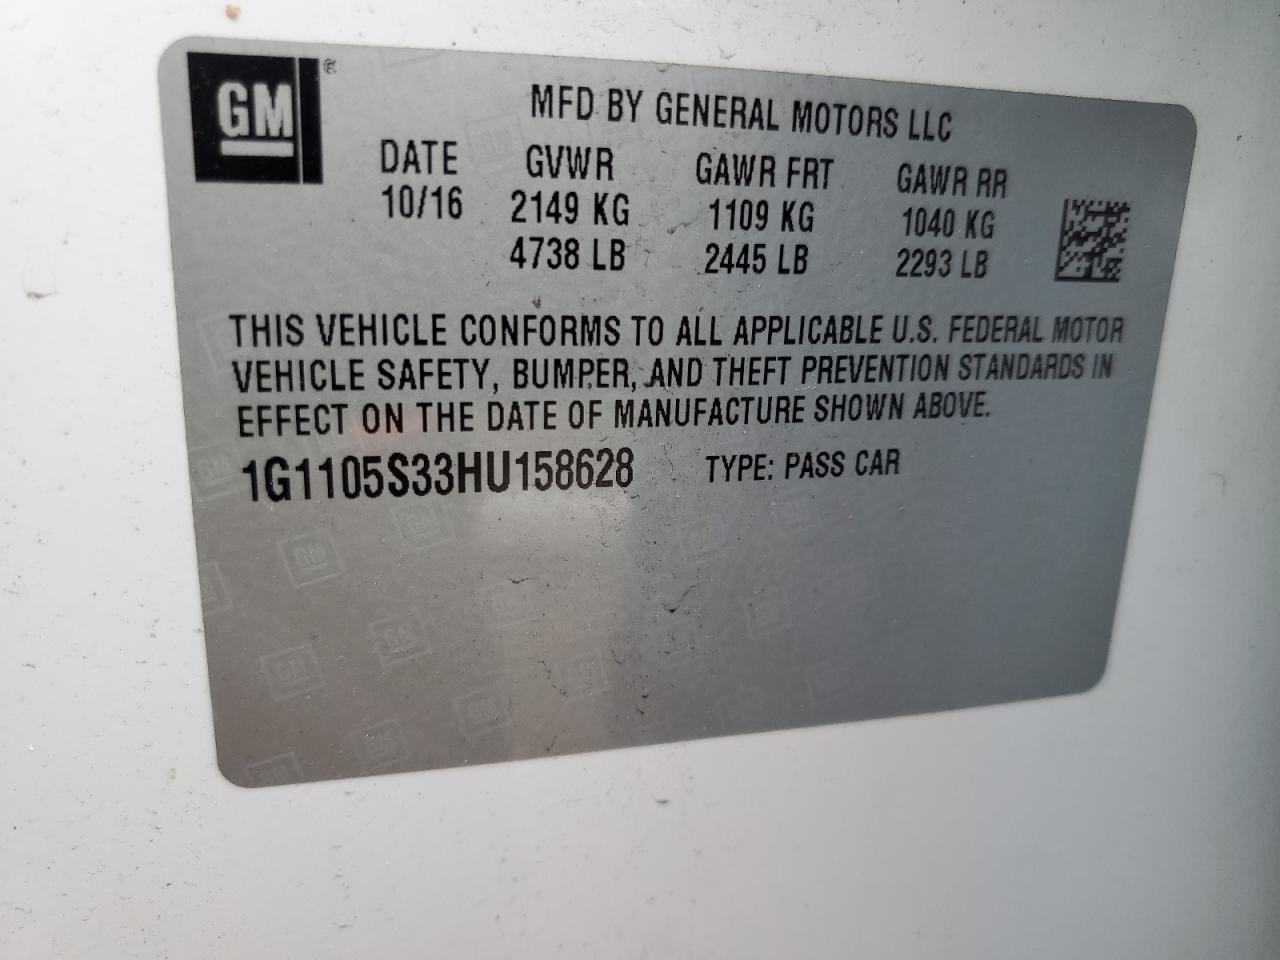 GM®
MFD BY GENERAL MOTORS LLC
DATE GVWR GAWR FRT GAWR RR
10/16 2149 KG 1109 KG 1040 KG
4738 LB 2445 LB 2293 LB
THIS VEHICLE CONFORMS TO ALL APPLICABLE U.S. FEDERAL MOTOR
VEHICLE SAFETY, BUMPER, AND THEFT PREVENTION STANDARDS IN
EFFECT ON THE DATE OF MANUFACTURE SHOWN ABOVE.
1G1105S33HU158628 TYPE: PASS CAR